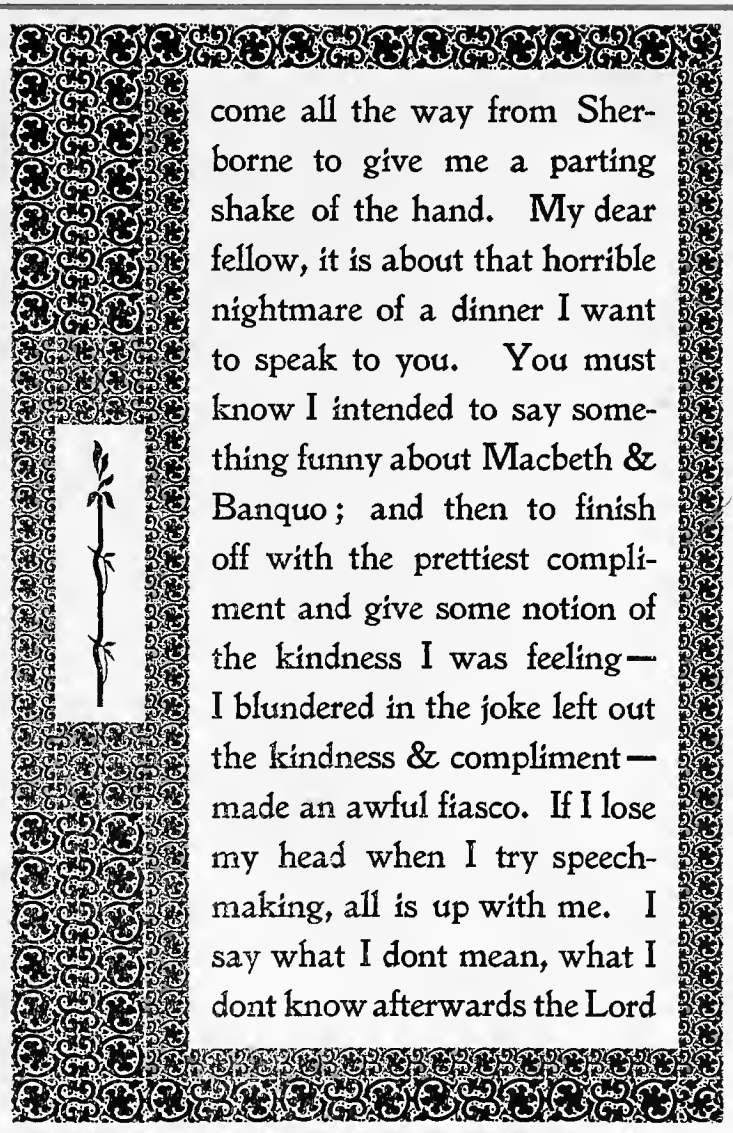 come all the way from Sher-
borne to give me a parting
shake of the hand. My dear
fellow, it is about that horrible
nightmare of a dinner I want
to speak to you. You must
know I intended to say some-
thing funny about Macbeth &
Banquo; and then to finish
off with the prettiest compli-
ment and give some notion of
the kindness I was feeling—
I blundered in the joke left out
the kindness & compliment—
made an awful fiasco. If I lose
my head when I try speech-
making, all is up with me. I
say what I dont mean, what I
dont know afterwards the Lord